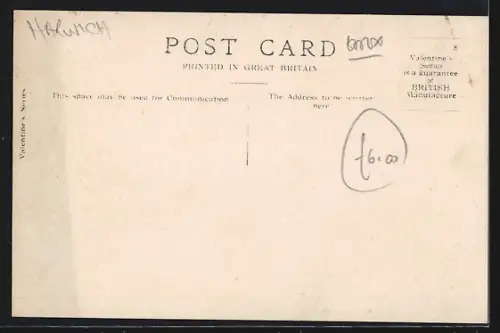 HARWICH
POST CARD
PRINTED IN GREAT BRITAIN
8
Valentine's
Series
is a guarantee
of
BRITISH
Manufacture
This space may be used for Communication
The Address to be written
here
Valentine's Series
£6.00